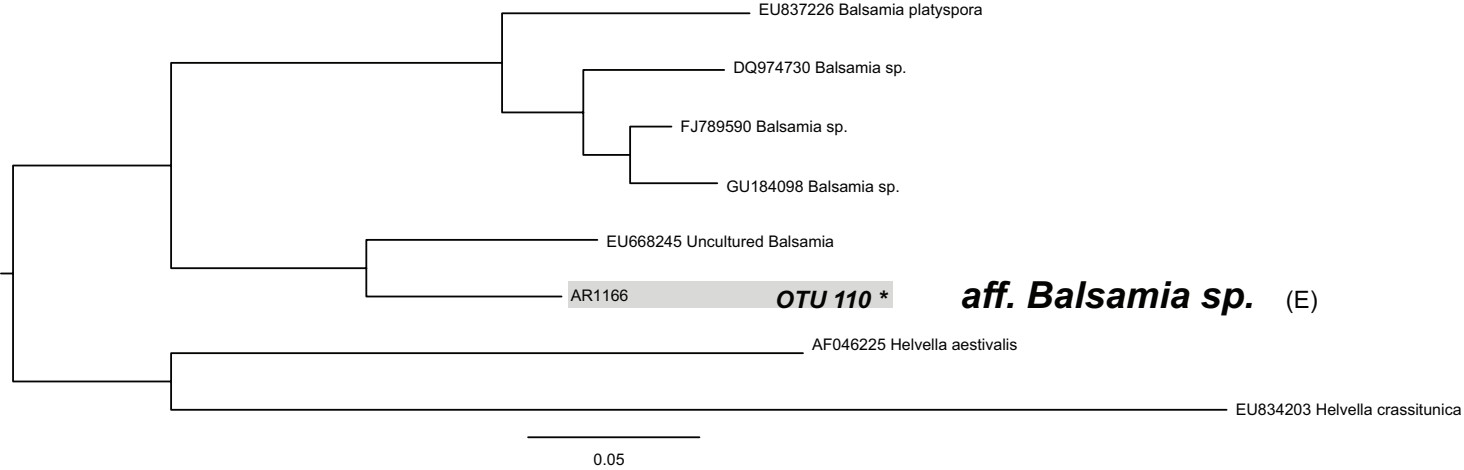 EU837226 Balsamia platyspora
DQ974730 Balsamia sp.
FJ789590 Balsamia sp.
GU184098 Balsamia sp.
EU668245 Uncultured Balsamia
AR1166 OTU 110 * aff. Balsamia sp. (E)
AF046225 Helvella aestivalis
EU834203 Helvella crassitunica
0.05